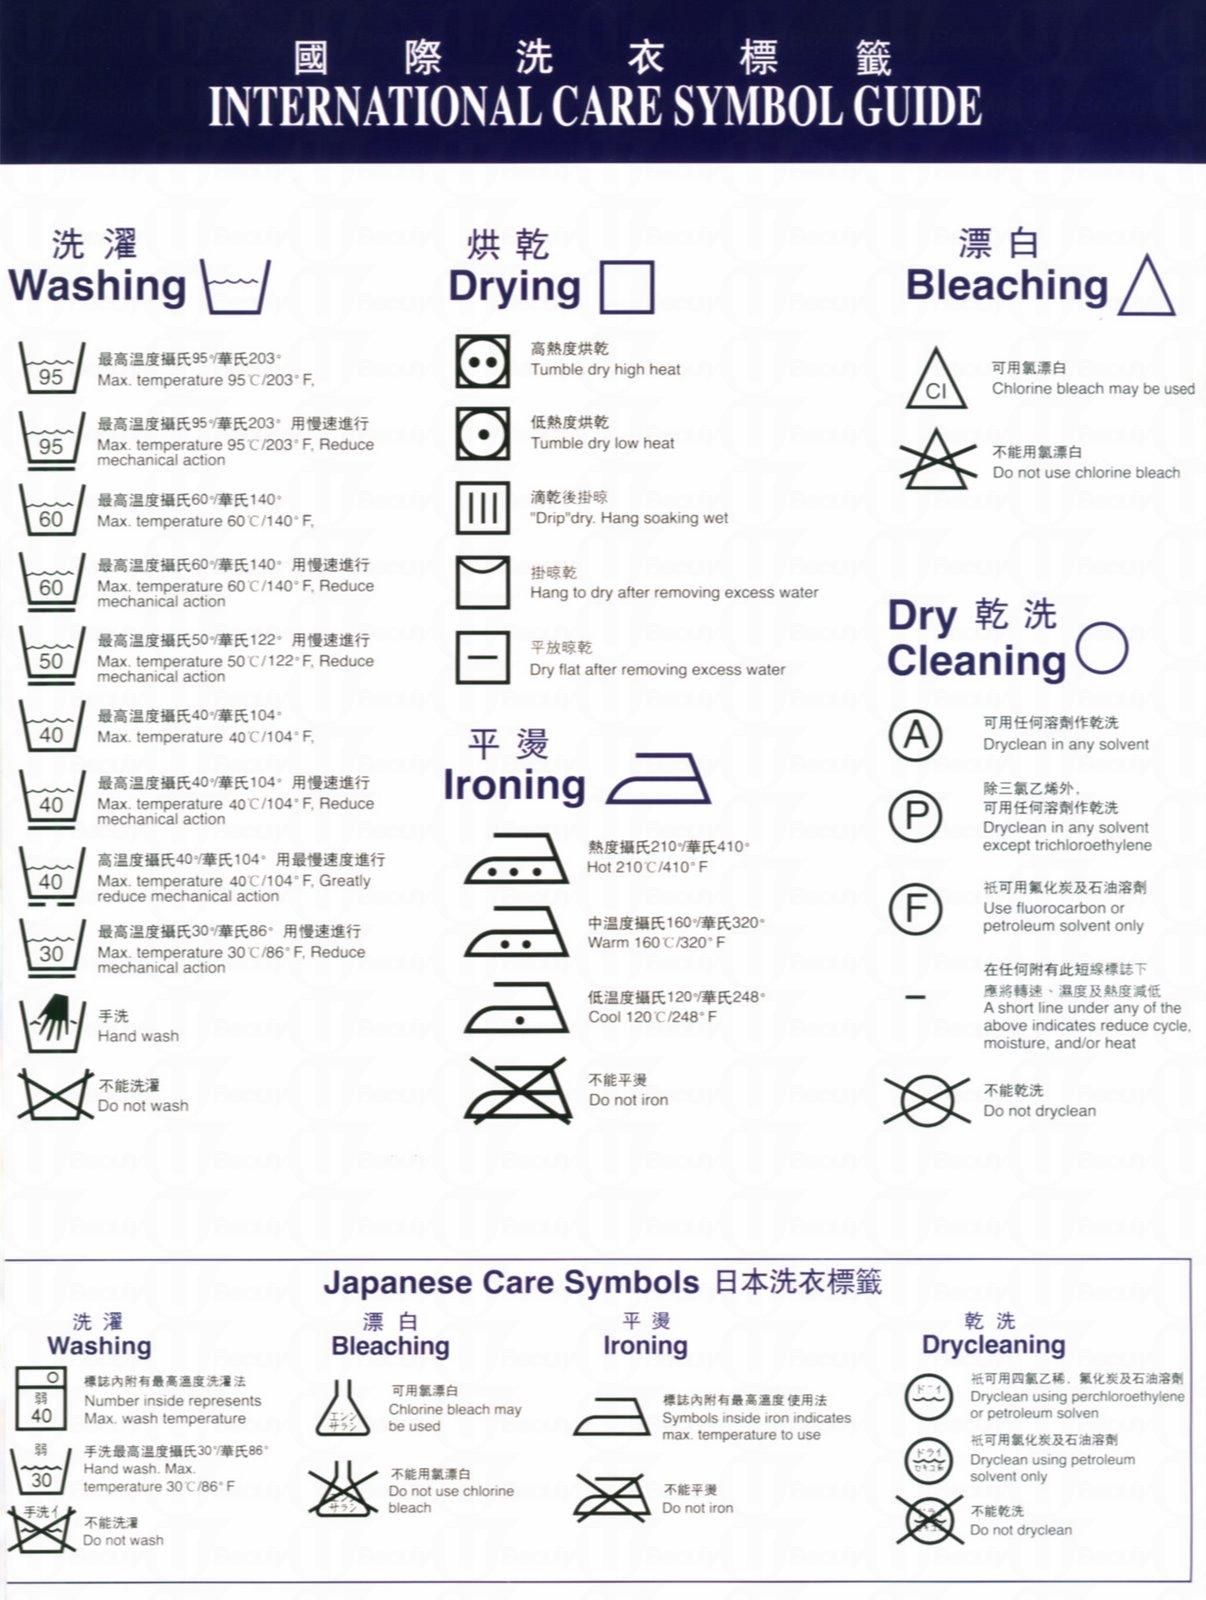 國際洗衣標籤
INTERNATIONAL CARE SYMBOL GUIDE
洗濯
Washing
95
最高溫度攝氏95°/華氏203°
Max. temperature 95℃/203°F,
95
最高溫度攝氏95°/華氏203° 用慢速進行
Max. temperature 95℃/203°F, Reduce
mechanical action
60
最高溫度攝氏60°/華氏140°
Max. temperature 60℃/140°F,
60
最高溫度攝氏60°/華氏140° 用慢速進行
Max. temperature 60℃/140°F, Reduce
mechanical action
50
最高溫度攝氏50°/華氏122° 用慢速進行
Max. temperature 50℃/122°F, Reduce
mechanical action
40
最高溫度攝氏40°/華氏104°
Max. temperature 40℃/104°F,
40
最高溫度攝氏40°/華氏104° 用慢速進行
Max. temperature 40℃/104°F, Reduce
mechanical action
40
高溫度攝氏40°/華氏104° 用最慢速度進行
Max. temperature 40℃/104°F, Greatly
reduce mechanical action
30
最高溫度攝氏30°/華氏86° 用慢速進行
Max. temperature 30℃/86°F, Reduce
mechanical action
手洗
Hand wash
不能洗濯
Do not wash
烘乾
Drying
高熱度烘乾
Tumble dry high heat
低熱度烘乾
Tumble dry low heat
滴乾後掛晾
"Drip"dry. Hang soaking wet
掛晾乾
Hang to dry after removing excess water
平放晾乾
Dry flat after removing excess water
平燙
Ironing
熱度攝氏210°/華氏410°
Hot 210℃/410°F
中溫度攝氏160°/華氏320°
Warm 160℃/320°F
低溫度攝氏120°/華氏248°
Cool 120℃/248°F
不能平燙
Do not iron
漂白
Bleaching
Cl
可用氯漂白
Chlorine bleach may be used
不能用氯漂白
Do not use chlorine bleach
Dry 乾洗
Cleaning
A
可用任何溶劑作乾洗
Dryclean in any solvent
P
除三氯乙烯外,
可用任何溶劑作乾洗
Dryclean in any solvent
except trichloroethylene
F
祇可用氟化炭及石油溶劑
Use fluorocarbon or
petroleum solvent only
在任何附有此短線標誌下
應將轉速、濕度及熱度減低
A short line under any of the
above indicates reduce cycle,
moisture, and/or heat
不能乾洗
Do not dryclean
Japanese Care Symbols 日本洗衣標籤
洗濯
Washing
弱
40
標誌內附有最高溫度洗濯法
Number inside represents
Max. wash temperature
弱
30
手洗最高溫度攝氏30°/華氏86°
Hand wash. Max.
temperature 30℃/86°F
手洗イ
不能洗濯
Do not wash
漂白
Bleaching
エンソ
サラシ
可用氯漂白
Chlorine bleach may
be used
エンソ
サラシ
不能用氯漂白
Do not use chlorine
bleach
平燙
Ironing
標誌內附有最高溫度使用法
Symbols inside iron indicates
max. temperature to use
不能平燙
Do not iron
乾洗
Drycleaning
祇可用四氯乙稀、氟化炭及石油溶劑
Dryclean using perchloroethylene
or petroleum solven
ドライ
祇可用氯化炭及石油溶劑
Dryclean using petroleum
solvent only
不能乾洗
Do not dryclean